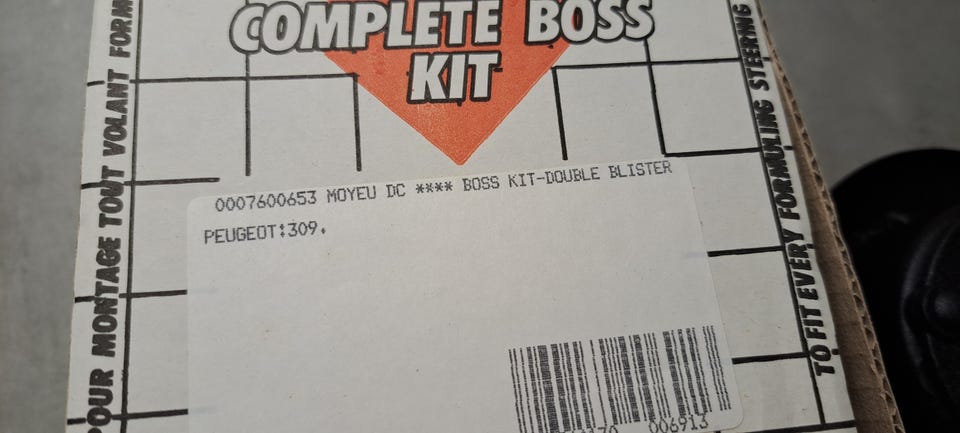 COMPLETE BOSS
KIT
POUR MONTAGE TOUT VOLANT FORM
0007600653 MOYEU DC **** BOSS KIT-DOUBLE BLISTER
PEUGEOT:309.
006913
TO FIT EVERY FORMULING STEERING